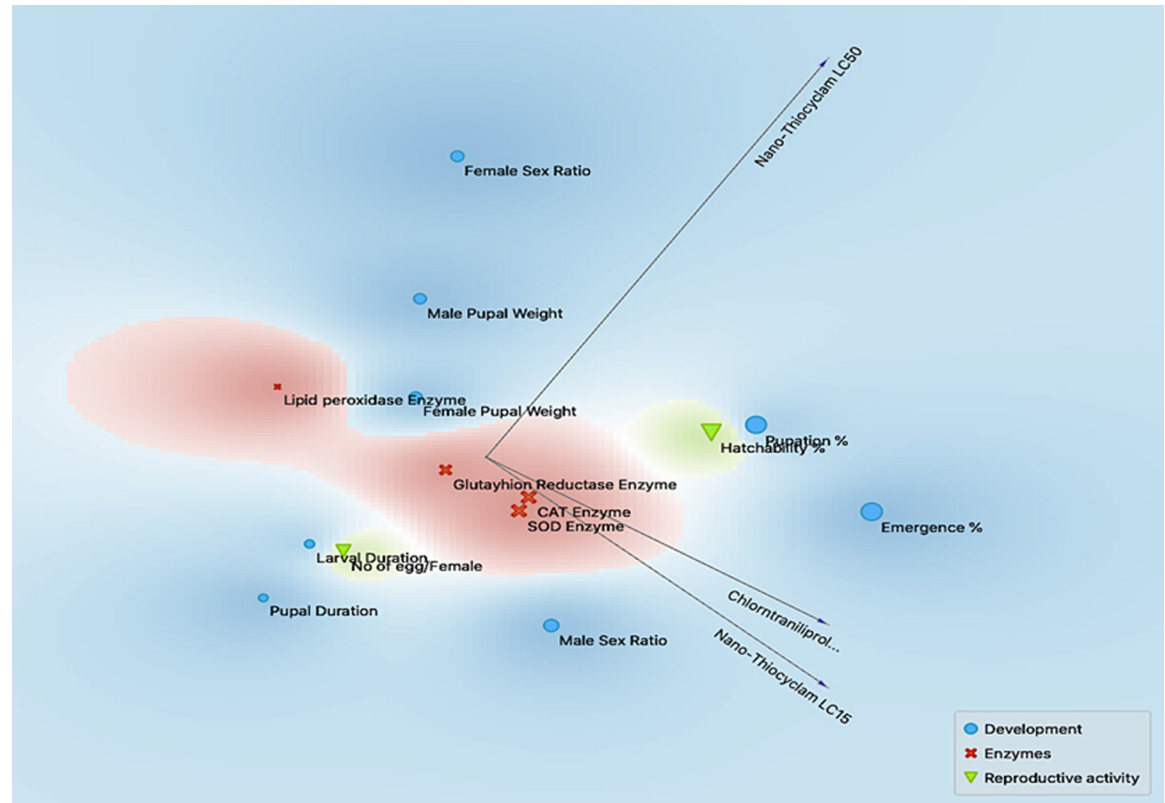 Nano-Thiocyclam LC50
Female Sex Ratio
Male Pupal Weight
Lipid peroxidase Enzyme
Female Pupal Weight
Pupation %
Hatchability %
Glutayhion Reductase Enzyme
CAT Enzyme
SOD Enzyme
Emergence %
Larval Duration
No of egg/Female
Pupal Duration
Chlorntraniliprol...
Male Sex Ratio
Nano-Thiocyclam LC15
Development
Enzymes
Reproductive activity